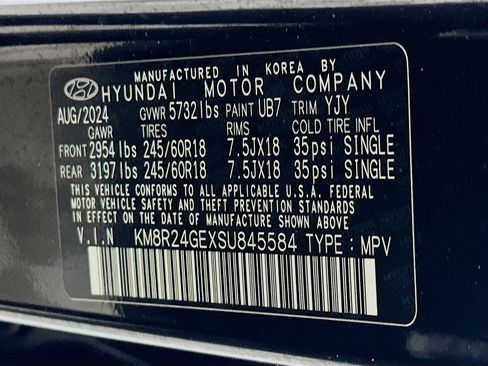 MANUFACTURED IN KOREA BY
HYUNDAI MOTOR COMPANY
AUG/2024 GVWR 5732lbs PAINT UB7 TRIM YJY
GAWR TIRES RIMS COLD TIRE INFL
FRONT 2954lbs 245/60R18 7.5JX18 35psi SINGLE
REAR 3197lbs 245/60R18 7.5JX18 35psi SINGLE
THIS VEHICLE CONFORMS TO ALL APPLICABLE U.S.A. FEDERAL
MOTOR VEHICLE SAFETY AND THEFT PREVENTION STANDARDS
IN EFFECT ON THE DATE OF MANUFACTURE SHOWN ABOVE
V.I.N KM8R24GEXSU845584 TYPE : MPV